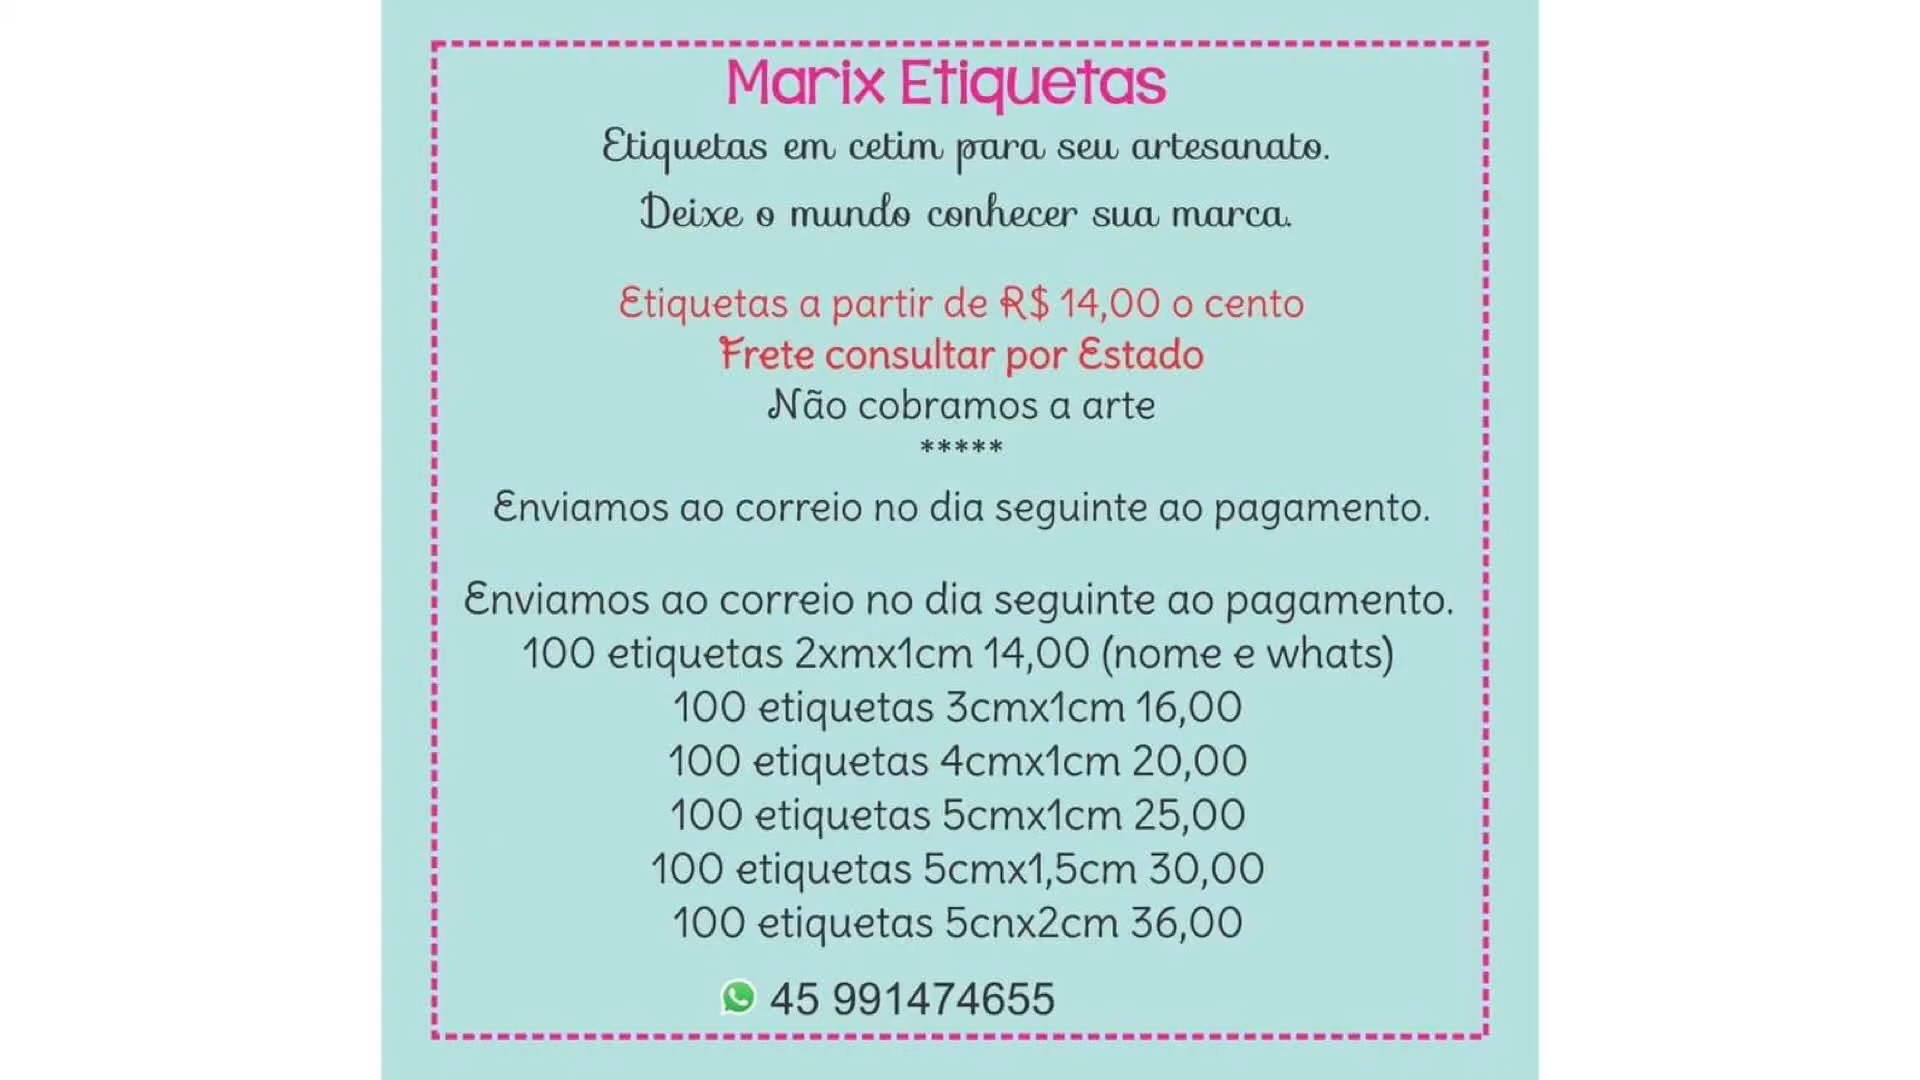 Marix Etiquetas
Etiquetas em cetim para seu artesanato.
Deixe o mundo conhecer sua marca.
Etiquetas a partir de R$ 14,00 o cento
Frete consultar por Estado
Não cobramos a arte
*****
Enviamos ao correio no dia seguinte ao pagamento.
Enviamos ao correio no dia seguinte ao pagamento.
100 etiquetas 2xmx1cm 14,00 (nome e whats)
100 etiquetas 3cmx1cm 16,00
100 etiquetas 4cmx1cm 20,00
100 etiquetas 5cmx1cm 25,00
100 etiquetas 5cmx1,5cm 30,00
100 etiquetas 5cnx2cm 36,00
45 991474655